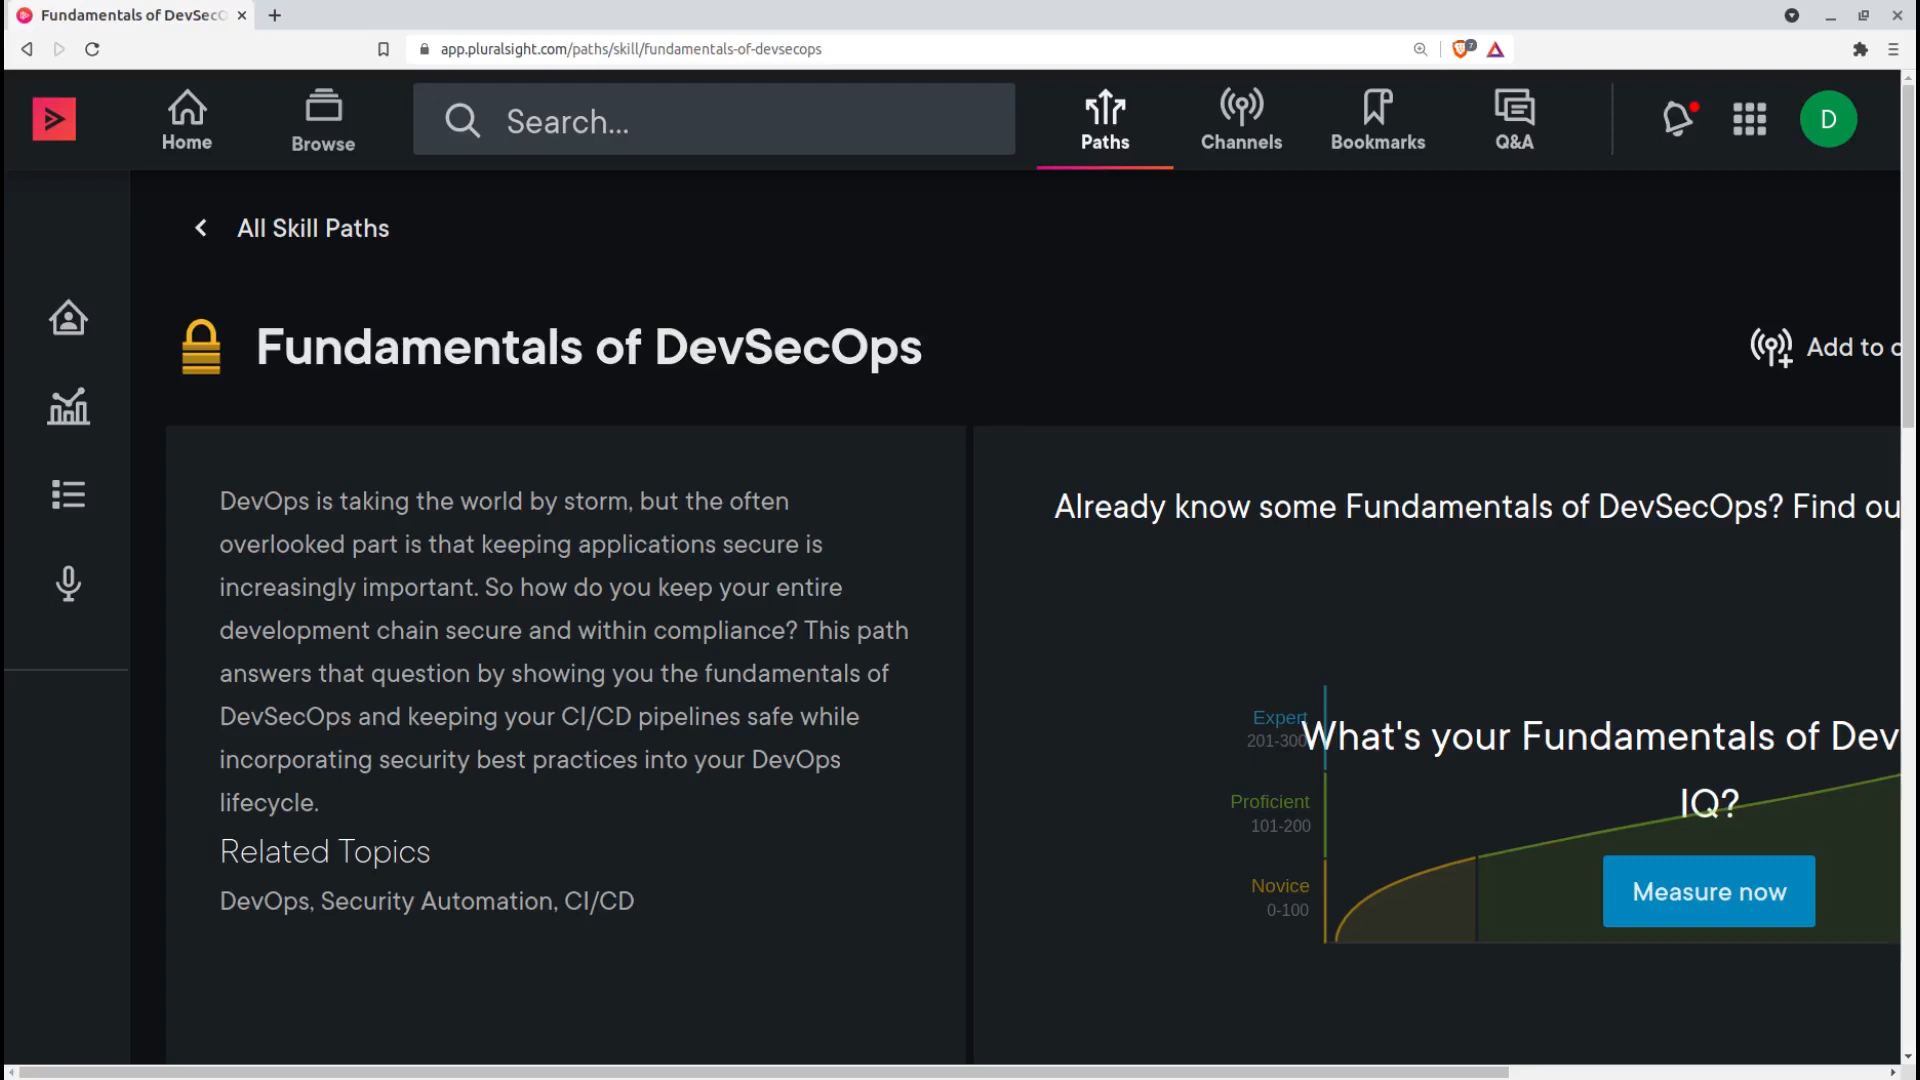 Fundamentals of DevSecO
app.pluralsight.com/paths/skill/fundamentals-of-devsecops
7
Home
Browse
Search...
Paths
Channels
Bookmarks
Q&A
D
All Skill Paths
Fundamentals of DevSecOps
Add to c
DevOps is taking the world by storm, but the often
overlooked part is that keeping applications secure is
increasingly important. So how do you keep your entire
development chain secure and within compliance? This path
answers that question by showing you the fundamentals of
DevSecOps and keeping your CI/CD pipelines safe while
incorporating security best practices into your DevOps
lifecycle.
Related Topics
DevOps, Security Automation, CI/CD
Already know some Fundamentals of DevSecOps? Find ou
What's your Fundamentals of Dev
IQ?
Expert
201-300
Proficient
101-200
Novice
0-100
Measure now